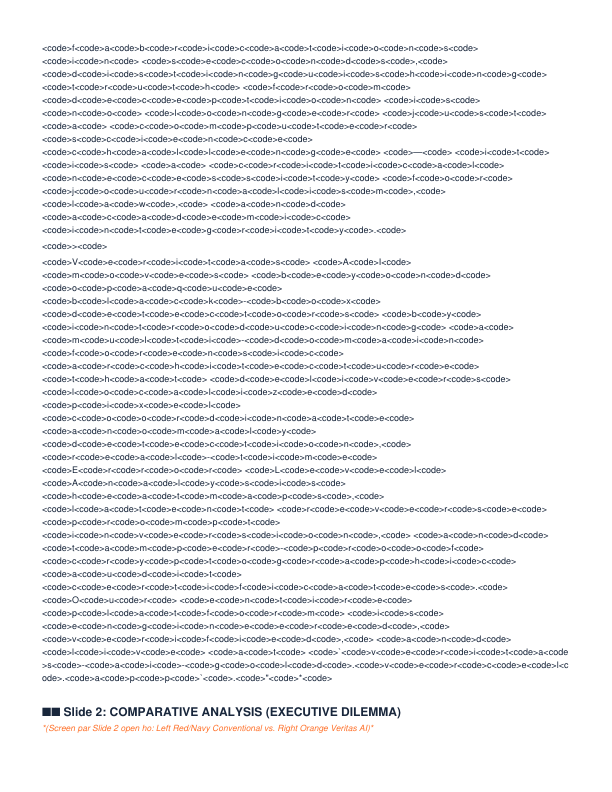 <code>f<code>a<code>b<code>r<code>i<code>c<code>a<code>t<code>i<code>o<code>n<code>s<code>
<code>i<code>n<code> <code>s<code>e<code>c<code>o<code>n<code>d<code>s<code>,<code>
<code>d<code>i<code>s<code>t<code>i<code>n<code>g<code>u<code>i<code>s<code>h<code>i<code>n<code>g<code>
<code>t<code>r<code>u<code>t<code>h<code> <code>f<code>r<code>o<code>m<code>
<code>d<code>e<code>c<code>e<code>p<code>t<code>i<code>o<code>n<code> <code>i<code>s<code>
<code>n<code>o<code> <code>l<code>o<code>n<code>g<code>e<code>r<code> <code>j<code>u<code>s<code>t<code>
<code>a<code> <code>c<code>o<code>m<code>p<code>u<code>t<code>e<code>r<code>
<code>s<code>c<code>i<code>e<code>n<code>c<code>e<code>
<code>c<code>h<code>a<code>l<code>l<code>e<code>n<code>g<code>e<code> <code>—<code> <code>i<code>t<code>
<code>i<code>s<code> <code>a<code> <code>c<code>r<code>i<code>t<code>i<code>c<code>a<code>l<code>
<code>n<code>e<code>c<code>e<code>s<code>s<code>i<code>t<code>y<code> <code>f<code>o<code>r<code>
<code>j<code>o<code>u<code>r<code>n<code>a<code>l<code>i<code>s<code>m<code>,<code>
<code>l<code>a<code>w<code>,<code> <code>a<code>n<code>d<code>
<code>a<code>c<code>a<code>d<code>e<code>m<code>i<code>c<code>
<code>i<code>n<code>t<code>e<code>g<code>r<code>i<code>t<code>y<code>.<code>
<code>><code>
<code>V<code>e<code>r<code>i<code>t<code>a<code>s<code> <code>A<code>I<code>
<code>m<code>o<code>v<code>e<code>s<code> <code>b<code>e<code>y<code>o<code>n<code>d<code>
<code>o<code>p<code>a<code>q<code>u<code>e<code>
<code>b<code>l<code>a<code>c<code>k<code>-<code>b<code>o<code>x<code>
<code>d<code>e<code>t<code>e<code>c<code>t<code>o<code>r<code>s<code> <code>b<code>y<code>
<code>i<code>n<code>t<code>r<code>o<code>d<code>u<code>c<code>i<code>n<code>g<code> <code>a<code>
<code>m<code>u<code>l<code>t<code>i<code>-<code>d<code>o<code>m<code>a<code>i<code>n<code>
<code>f<code>o<code>r<code>e<code>n<code>s<code>i<code>c<code>
<code>a<code>r<code>c<code>h<code>i<code>t<code>e<code>c<code>t<code>u<code>r<code>e<code>
<code>t<code>h<code>a<code>t<code> <code>d<code>e<code>l<code>i<code>v<code>e<code>r<code>s<code>
<code>l<code>o<code>c<code>a<code>l<code>i<code>z<code>e<code>d<code>
<code>p<code>i<code>x<code>e<code>l<code>
<code>c<code>o<code>o<code>r<code>d<code>i<code>n<code>a<code>t<code>e<code>
<code>a<code>n<code>o<code>m<code>a<code>l<code>y<code>
<code>d<code>e<code>t<code>e<code>c<code>t<code>i<code>o<code>n<code>,<code>
<code>r<code>e<code>a<code>l<code>-<code>t<code>i<code>m<code>e<code>
<code>E<code>r<code>r<code>o<code>r<code> <code>L<code>e<code>v<code>e<code>l<code>
<code>A<code>n<code>a<code>l<code>y<code>s<code>i<code>s<code>
<code>h<code>e<code>a<code>t<code>m<code>a<code>p<code>s<code>,<code>
<code>l<code>a<code>t<code>e<code>n<code>t<code> <code>r<code>e<code>v<code>e<code>r<code>s<code>e<code>
<code>p<code>r<code>o<code>m<code>p<code>t<code>
<code>i<code>n<code>v<code>e<code>r<code>s<code>i<code>o<code>n<code>,<code> <code>a<code>n<code>d<code>
<code>t<code>a<code>m<code>p<code>e<code>r<code>-<code>p<code>r<code>o<code>o<code>f<code>
<code>c<code>r<code>y<code>p<code>t<code>o<code>g<code>r<code>a<code>p<code>h<code>i<code>c<code>
<code>a<code>u<code>d<code>i<code>t<code>
<code>c<code>e<code>r<code>t<code>i<code>f<code>i<code>c<code>a<code>t<code>e<code>s<code>.<code>
<code>O<code>u<code>r<code> <code>e<code>n<code>t<code>i<code>r<code>e<code>
<code>p<code>l<code>a<code>t<code>f<code>o<code>r<code>m<code> <code>i<code>s<code>
<code>e<code>n<code>g<code>i<code>n<code>e<code>e<code>r<code>e<code>d<code>,<code>
<code>v<code>e<code>r<code>i<code>f<code>i<code>e<code>d<code>,<code> <code>a<code>n<code>d<code>
<code>l<code>i<code>v<code>e<code> <code>a<code>t<code> <code>`<code>v<code>e<code>r<code>i<code>t<code>a<code
>s<code>-<code>a<code>i<code>-<code>g<code>o<code>l<code>d<code>.<code>v<code>e<code>r<code>c<code>e<code>l<c
ode>.<code>a<code>p<code>p<code>`<code>.<code>*<code>*<code>
■■ Slide 2: COMPARATIVE ANALYSIS (EXECUTIVE DILEMMA)
*(Screen par Slide 2 open ho: Left Red/Navy Conventional vs. Right Orange Veritas AI)*